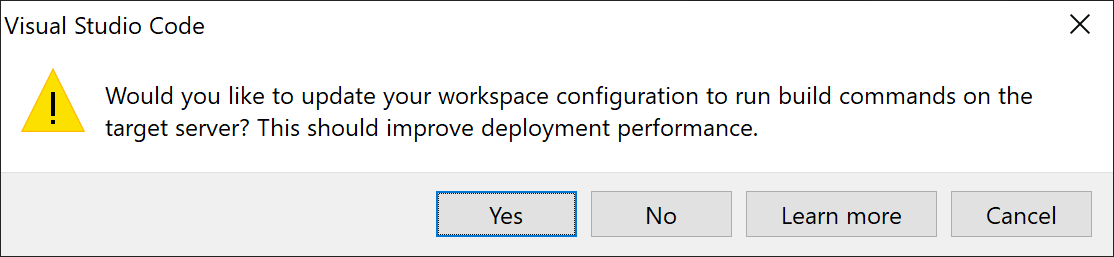 Visual Studio Code
Would you like to update your workspace configuration to run build commands on the
target server? This should improve deployment performance.
Yes
No
Learn more
Cancel